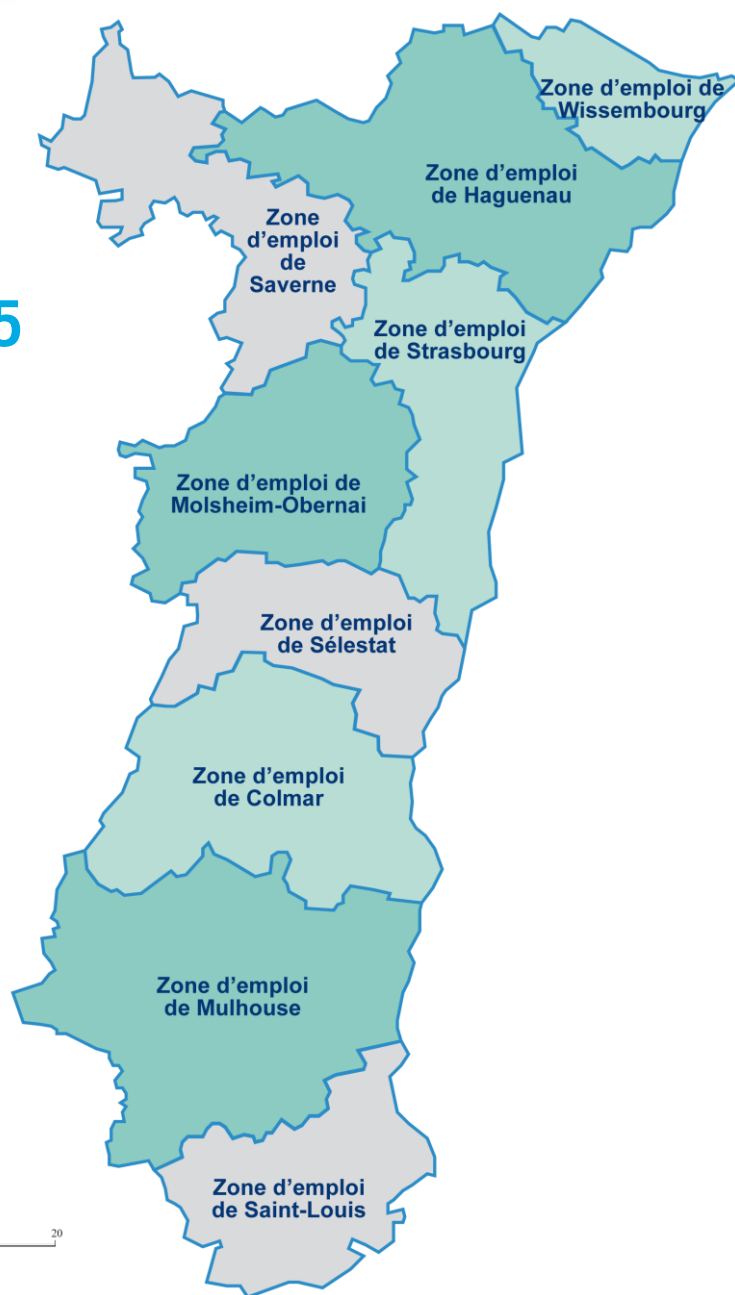 Zone d'emploi de
Wissembourg
Zone d'emploi
de Haguenau
Zone
d'emploi
de
Saverne
5
Zone d'emploi
de Strasbourg
Zone d'emploi de
Molsheim-Obernai
Zone d'emploi
de Sélestat
Zone d'emploi
de Colmar
Zone d'emploi
de Mulhouse
Zone d'emploi
de Saint-Louis
20